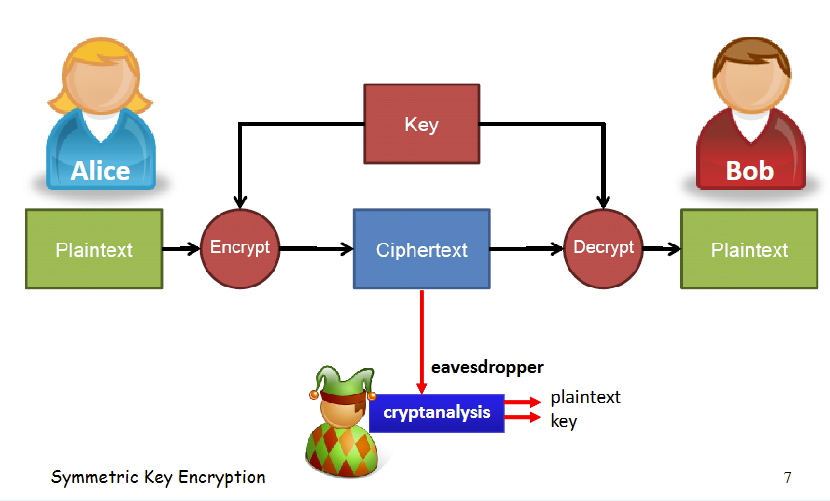 Alice
Bob
Key
Plaintext
Encrypt
Ciphertext
Decrypt
Plaintext
eavesdropper
cryptanalysis
plaintext
key
Symmetric Key Encryption
7